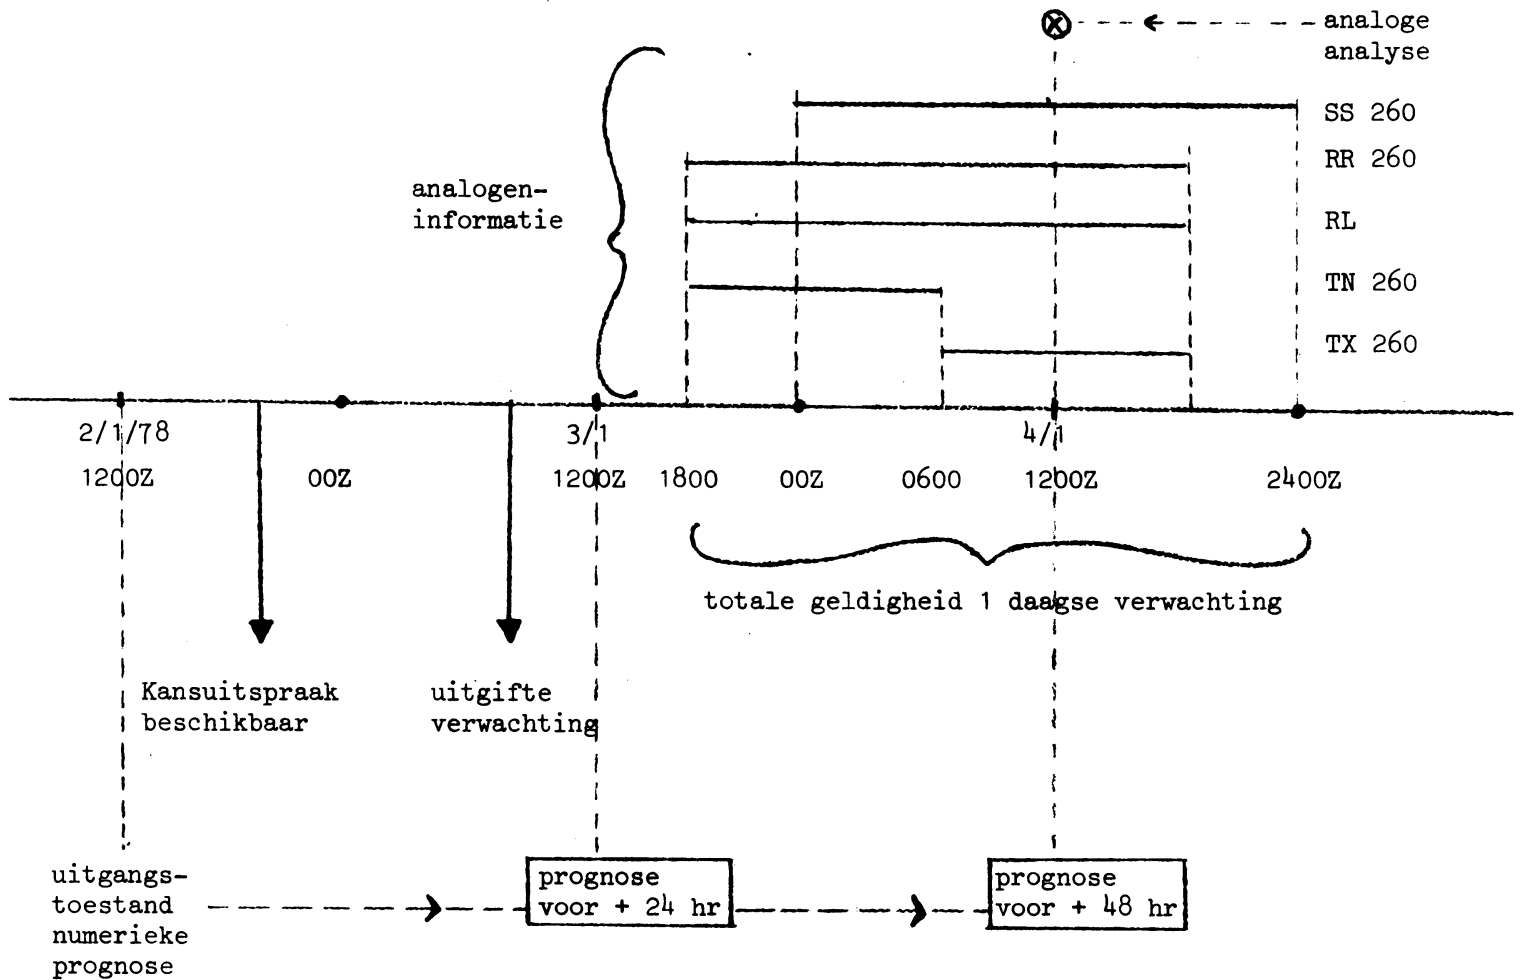 analoge
analyse
SS 260
RR 260
analogen-
informatie
RL
TN 260
TX 260
2/1/78
3/1
4/1
1200Z
00Z
1200Z
1800
00Z
0600
1200Z
2400Z
totale geldigheid 1 daagse verwachting
Kansuitspraak
beschikbaar
uitgifte
verwachting
uitgangs-
toestand
numerieke
prognose
prognose
voor + 24 hr
prognose
voor + 48 hr